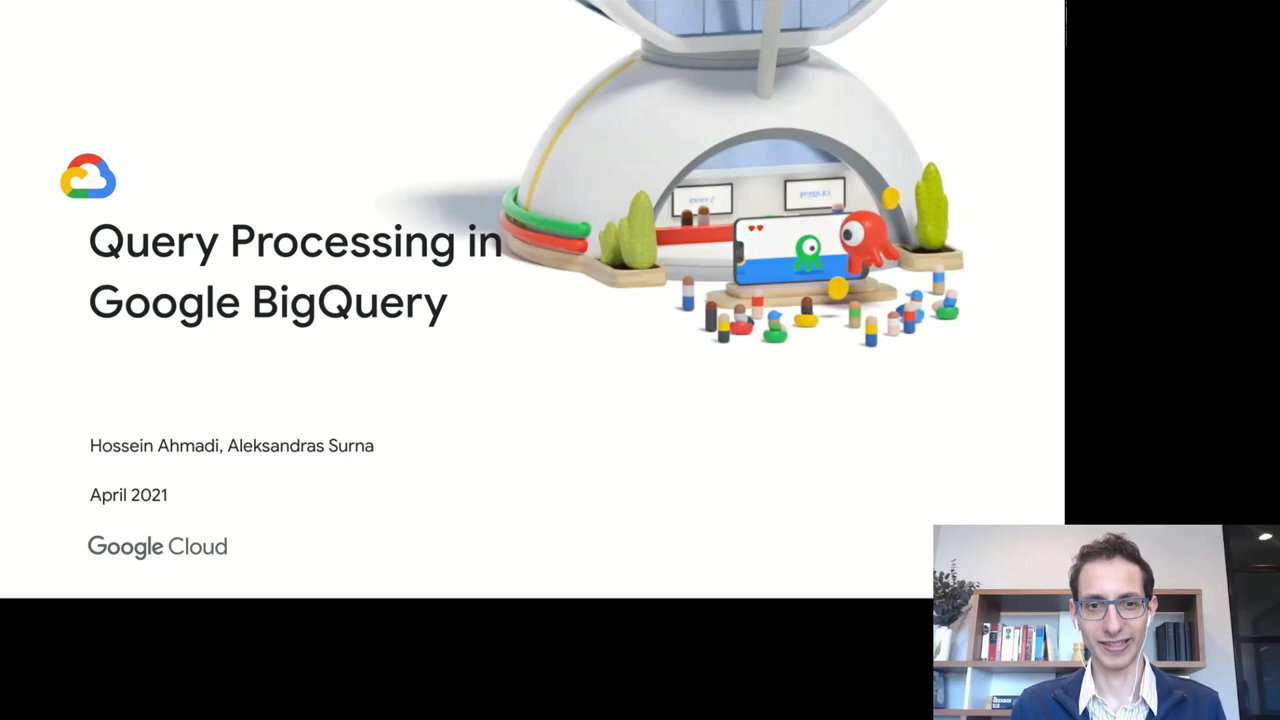 Query Processing in
Google BigQuery
Hossein Ahmadi, Aleksandras Surna
April 2021
Google Cloud